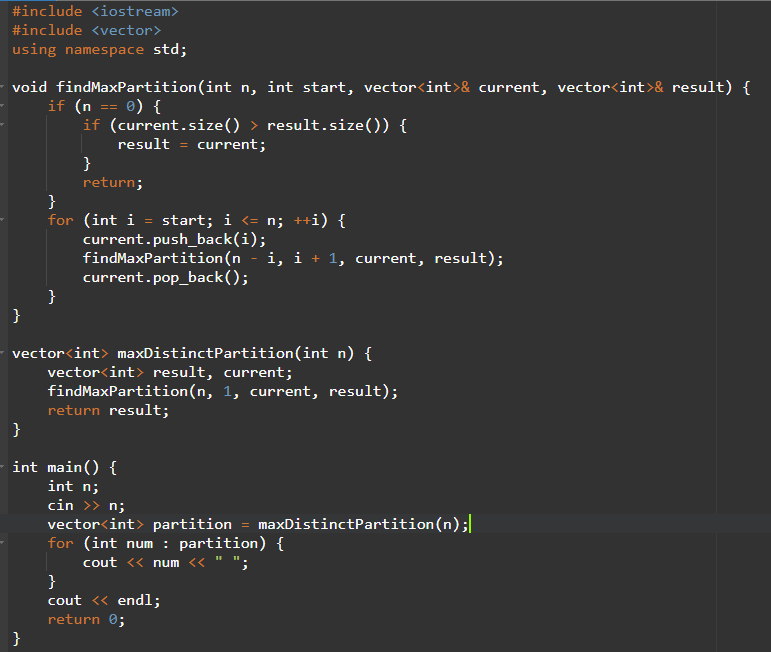 #include <iostream>
#include <vector>
using namespace std;

void findMaxPartition(int n, int start, vector<int>& current, vector<int>& result) {
    if (n == 0) {
        if (current.size() > result.size()) {
            result = current;
        }
        return;
    }
    for (int i = start; i <= n; ++i) {
        current.push_back(i);
        findMaxPartition(n - i, i + 1, current, result);
        current.pop_back();
    }
}

vector<int> maxDistinctPartition(int n) {
    vector<int> result, current;
    findMaxPartition(n, 1, current, result);
    return result;
}

int main() {
    int n;
    cin >> n;
    vector<int> partition = maxDistinctPartition(n);
    for (int num : partition) {
        cout << num << " ";
    }
    cout << endl;
    return 0;
}